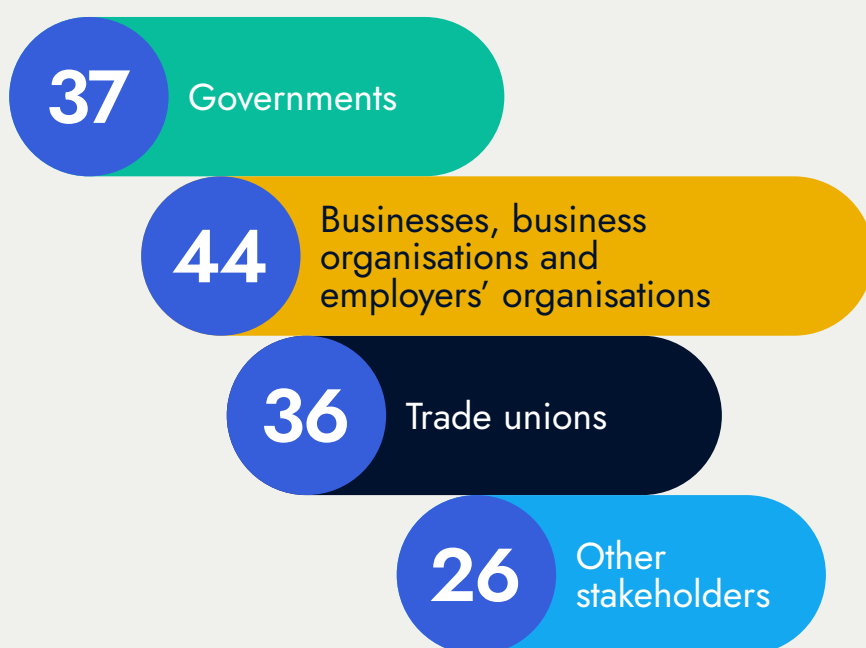 37
Governments
44
Businesses, business
organisations and
employers’ organisations
36
Trade unions
26
Other
stakeholders